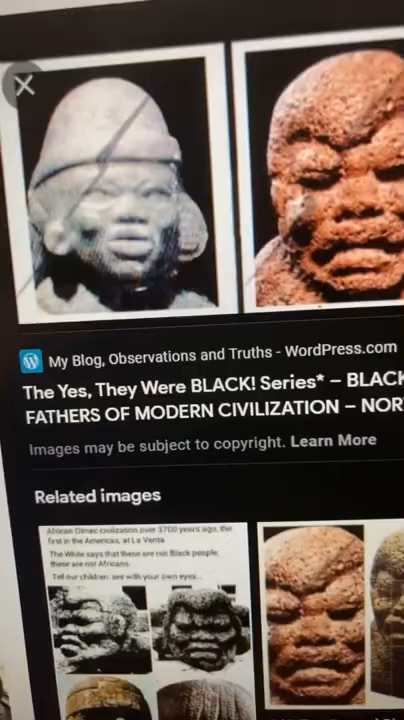 My Blog, Observations and Truths - WordPress.com
The Yes, They Were BLACK! Series* – BLACK
FATHERS OF MODERN CIVILIZATION – NOR
Images may be subject to copyright. Learn More
Related images
African Olmec civilization over 3700 years ago, the
first in the Americas, at La Venta.
The White says that these are not Black people,
these are not Africans.
Tell our children: see with your own eyes...